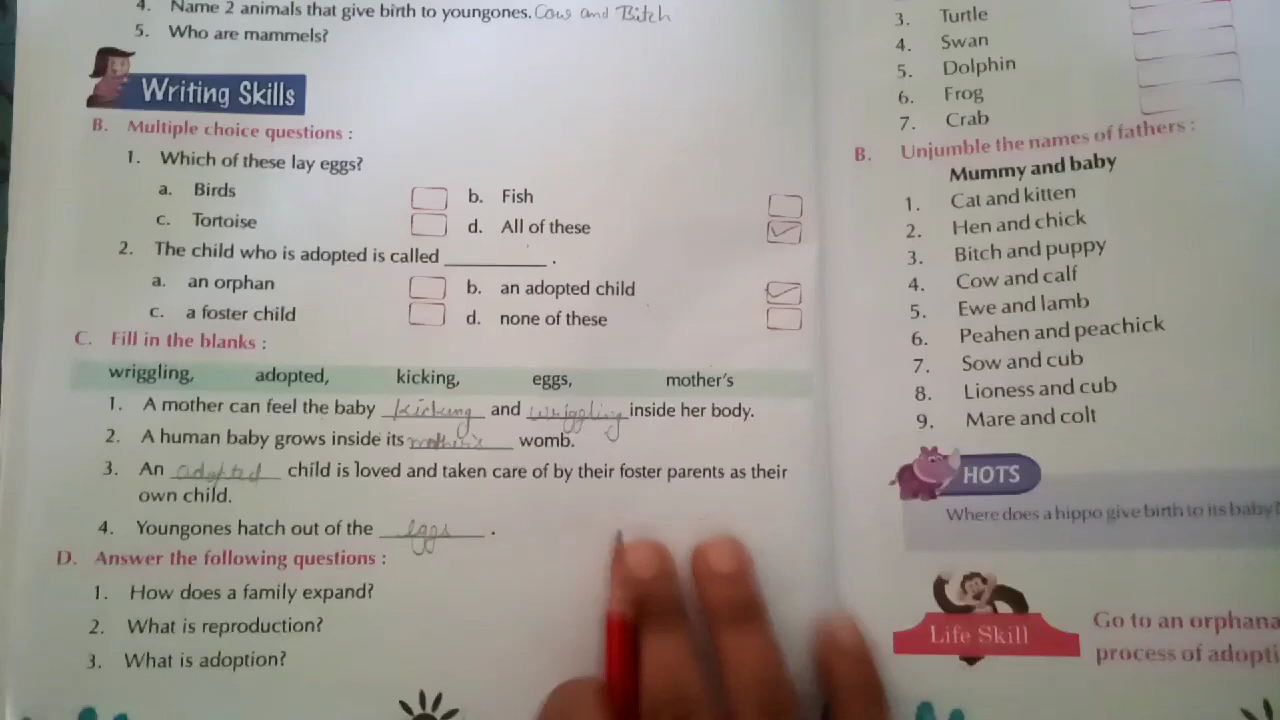 4. Name 2 animals that give birth to youngones. Cow and Bitch
5. Who are mammels?
Writing Skills
B. Multiple choice questions :
1. Which of these lay eggs?
a. Birds b. Fish
c. Tortoise d. All of these
2. The child who is adopted is called __________ .
a. an orphan b. an adopted child
c. a foster child d. none of these
C. Fill in the blanks :
wriggling, adopted, kicking, eggs, mother's
1. A mother can feel the baby kicking and wriggling inside her body.
2. A human baby grows inside its mother's womb.
3. An adopted child is loved and taken care of by their foster parents as their
own child.
4. Youngones hatch out of the eggs .
D. Answer the following questions :
1. How does a family expand?
2. What is reproduction?
3. What is adoption?
3. Turtle
4. Swan
5. Dolphin
6. Frog
7. Crab
B. Unjumble the names of fathers :
Mummy and baby
1. Cat and kitten
2. Hen and chick
3. Bitch and puppy
4. Cow and calf
5. Ewe and lamb
6. Peahen and peachick
7. Sow and cub
8. Lioness and cub
9. Mare and colt
HOTS
Where does a hippo give birth to its baby?
Life Skill
Go to an orphana
process of adopti